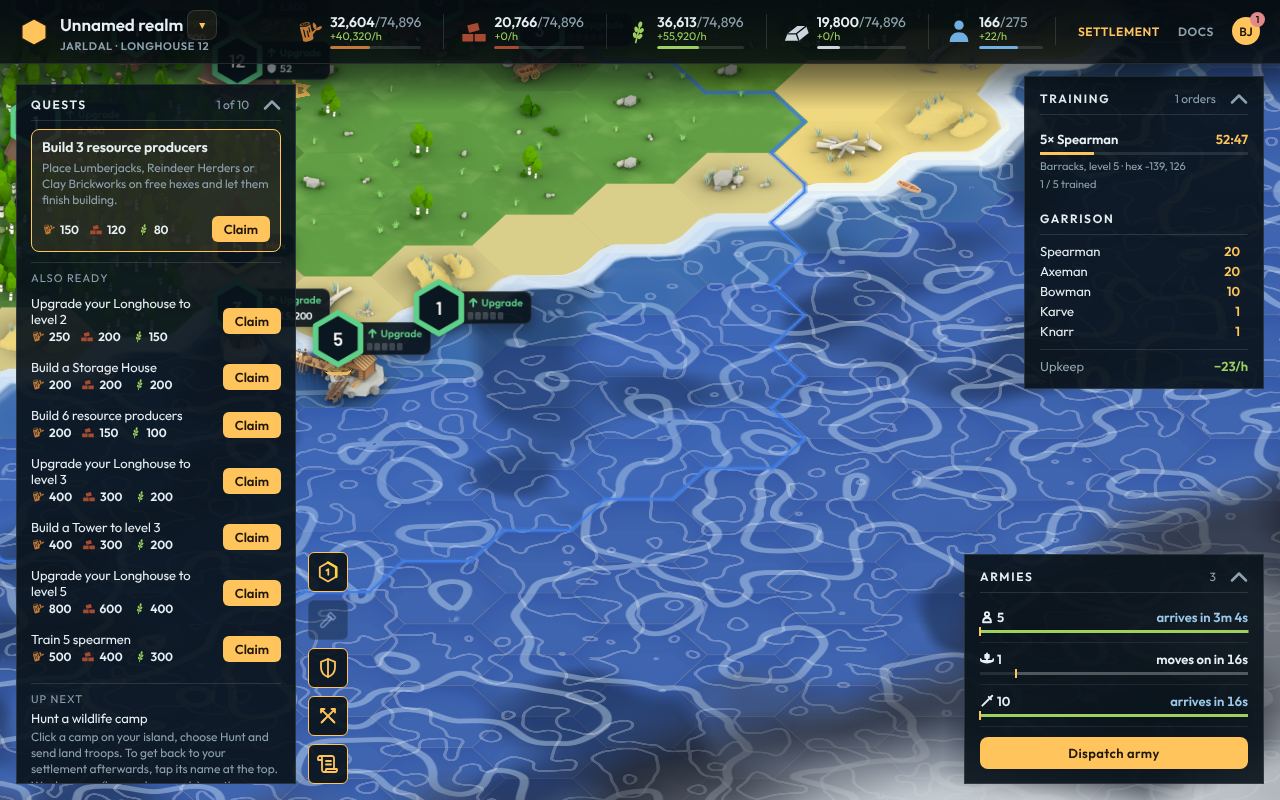 Unnamed realm
JARLDAL · LONGHOUSE 12
32,604/74,896
+40,320/h
20,766/74,896
+0/h
36,613/74,896
+55,920/h
19,800/74,896
+0/h
166/275
+22/h
SETTLEMENT
DOCS
BJ
1
12
Upgrade
52
QUESTS
1 of 10
Build 3 resource producers
Place Lumberjacks, Reindeer Herders or
Clay Brickworks on free hexes and let them
finish building.
150 120 80
Claim
ALSO READY
Upgrade your Longhouse to
level 2
250 200 150
Claim
Build a Storage House
200 200 200
Claim
Build 6 resource producers
200 150 100
Claim
Upgrade your Longhouse to
level 3
400 300 200
Claim
Build a Tower to level 3
400 300 200
Claim
Upgrade your Longhouse to
level 5
800 600 400
Claim
Train 5 spearmen
500 400 300
Claim
UP NEXT
Hunt a wildlife camp
Click a camp on your island, choose Hunt and
send land troops. To get back to your
settlement afterwards, tap its name at the top.
1
Upgrade
5
Upgrade
1
TRAINING
1 orders
5× Spearman
52:47
Barracks, level 5 · hex -139, 126
1 / 5 trained
GARRISON
Spearman 20
Axeman 20
Bowman 10
Karve 1
Knarr 1
Upkeep −23/h
ARMIES
3
5 arrives in 3m 4s
1 moves on in 16s
10 arrives in 16s
Dispatch army